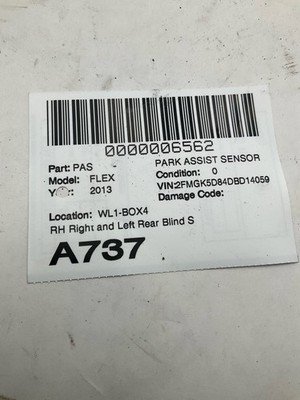 0000006562
Part: PAS PARK ASSIST SENSOR
Model: FLEX Condition: 0
2013 VIN:2FMGK5D84DBD14059
Damage Code:
Location: WL1-BOX4
RH Right and Left Rear Blind S
A737